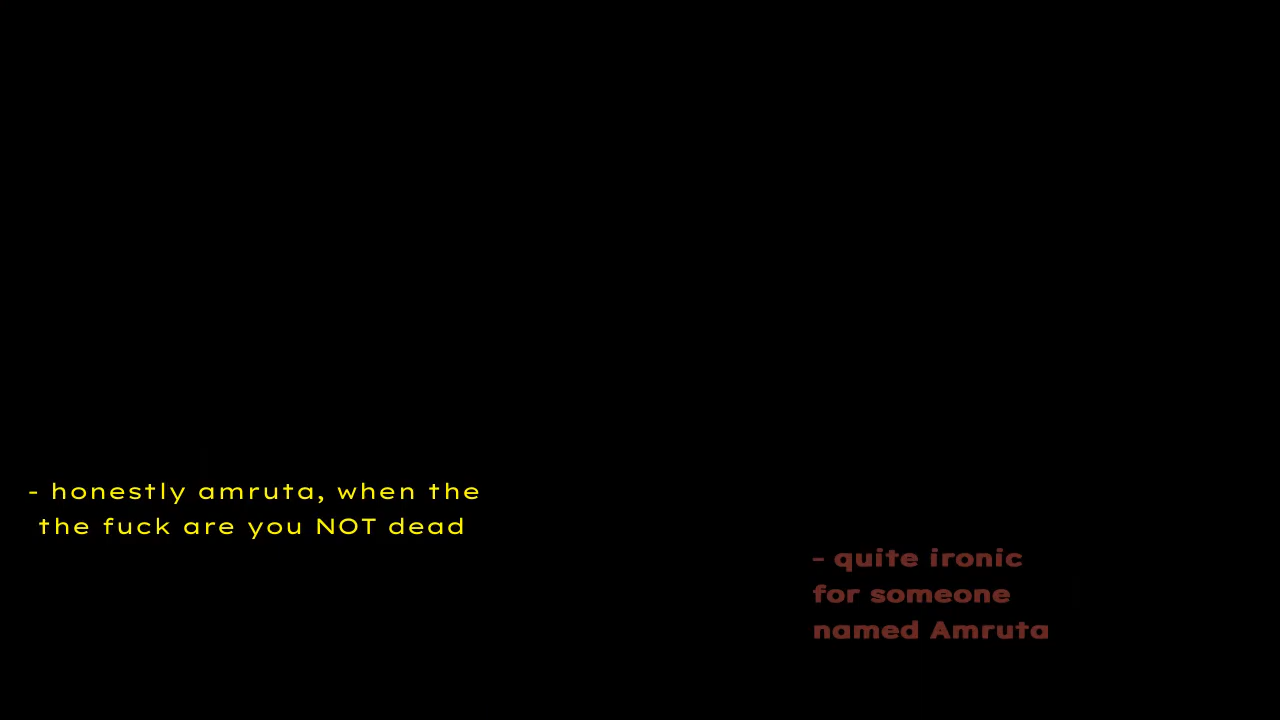 - honestly amruta, when the
the fuck are you NOT dead
- quite ironic
for someone
named Amruta